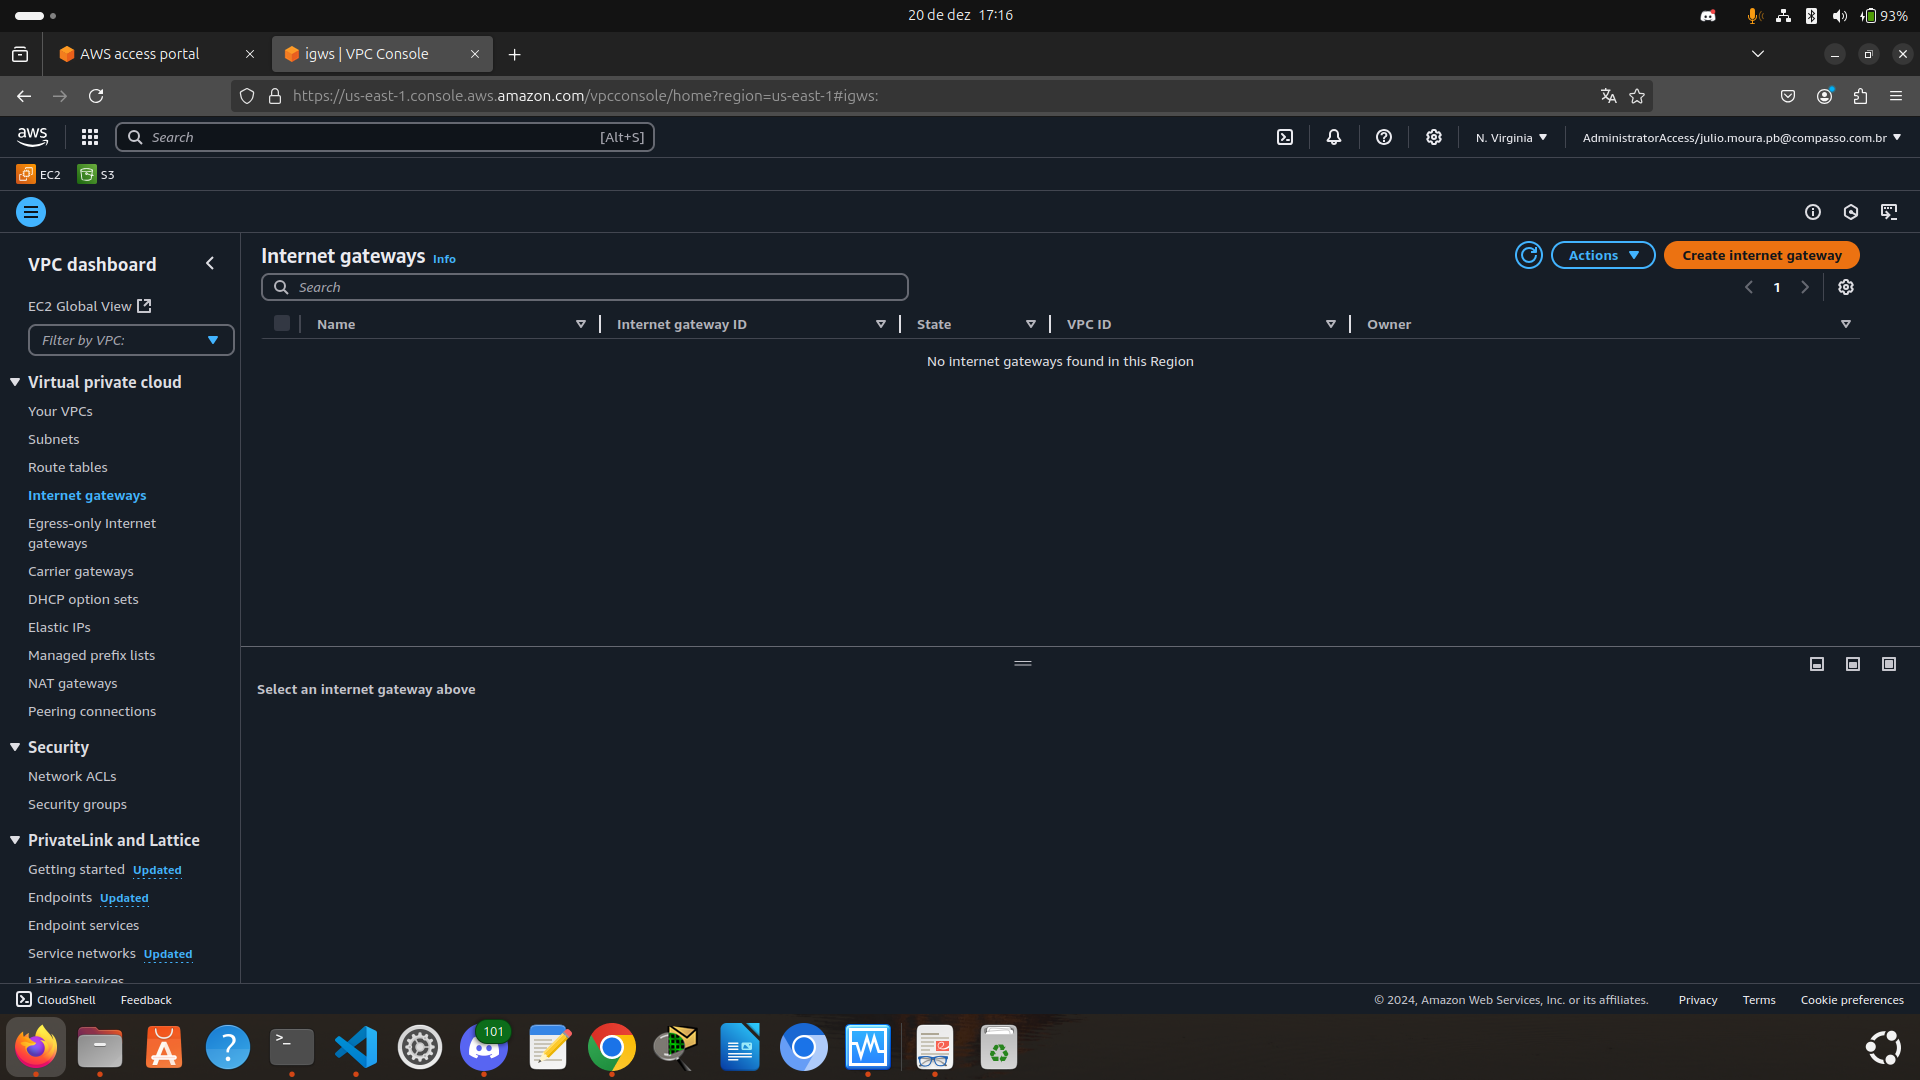 20 de dez 17:16
93%
AWS access portal
igws | VPC Console
https://us-east-1.console.aws.amazon.com/vpcconsole/home?region=us-east-1#igws:
aws
Search
[Alt+S]
N. Virginia
AdministratorAccess/julio.moura.pb@compasso.com.br
EC2
S3
VPC dashboard
EC2 Global View
Filter by VPC:
Virtual private cloud
Your VPCs
Subnets
Route tables
Internet gateways
Egress-only Internet
gateways
Carrier gateways
DHCP option sets
Elastic IPs
Managed prefix lists
NAT gateways
Peering connections
Security
Network ACLs
Security groups
PrivateLink and Lattice
Getting started Updated
Endpoints Updated
Endpoint services
Service networks Updated
Lattice services
Internet gateways Info
Actions
Create internet gateway
Search
1
Name
Internet gateway ID
State
VPC ID
Owner
No internet gateways found in this Region
Select an internet gateway above
CloudShell
Feedback
© 2024, Amazon Web Services, Inc. or its affiliates.
Privacy
Terms
Cookie preferences
101